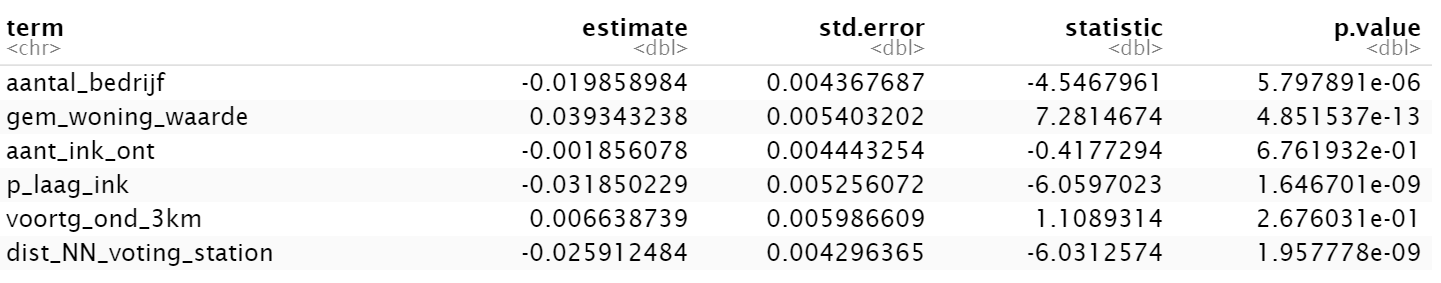 term estimate std.error statistic p.value
<chr> <dbl> <dbl> <dbl> <dbl>
aantal_bedrijf -0.019858984 0.004367687 -4.5467961 5.797891e-06
gem_woning_waarde 0.039343238 0.005403202 7.2814674 4.851537e-13
aant_ink_ont -0.001856078 0.004443254 -0.4177294 6.761932e-01
p_laag_ink -0.031850229 0.005256072 -6.0597023 1.646701e-09
voortg_ond_3km 0.006638739 0.005986609 1.1089314 2.676031e-01
dist_NN_voting_station -0.025912484 0.004296365 -6.0312574 1.957778e-09